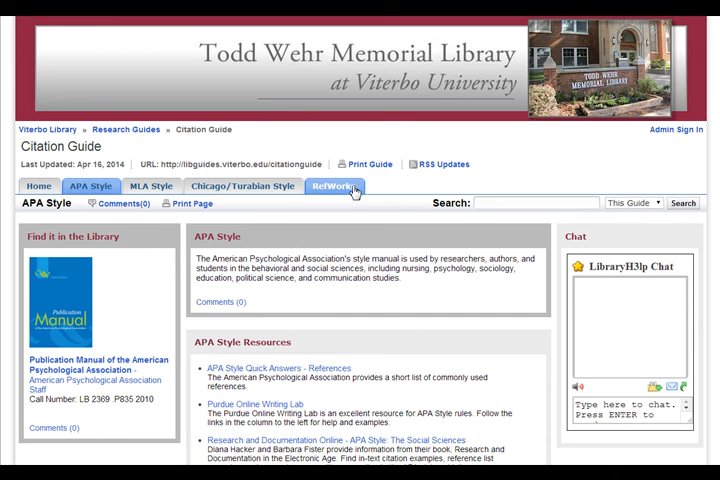 Todd Wehr Memorial Library
at Viterbo University
TODD WEHR
MEMORIAL LIBRARY
Viterbo Library » Research Guides » Citation Guide
Admin Sign In
Citation Guide
Last Updated: Apr 16, 2014 URL: http://libguides.viterbo.edu/citationguide Print Guide RSS Updates
Home APA Style MLA Style Chicago/Turabian Style RefWorks
APA Style Comments(0) Print Page Search: This Guide Search
Find it in the Library
Publication
Manual
Publication Manual of the American
Psychological Association -
American Psychological Association
Staff
Call Number: LB 2369 .P835 2010
Comments (0)
APA Style
The American Psychological Association's style manual is used by researchers, authors, and
students in the behavioral and social sciences, including nursing, psychology, sociology,
education, political science, and communication studies.
Comments (0)
APA Style Resources
APA Style Quick Answers - References
The American Psychological Association provides a short list of commonly used
references.
Purdue Online Writing Lab
The Purdue Online Writing Lab is an excellent resource for APA Style rules. Follow the
links in the column to the left for help and examples.
Research and Documentation Online - APA Style: The Social Sciences
Diana Hacker and Barbara Fister provide information from their book, Research and
Documentation in the Electronic Age. Find in-text citation examples, reference list
Chat
LibraryH3lp Chat
Type here to chat.
Press ENTER to